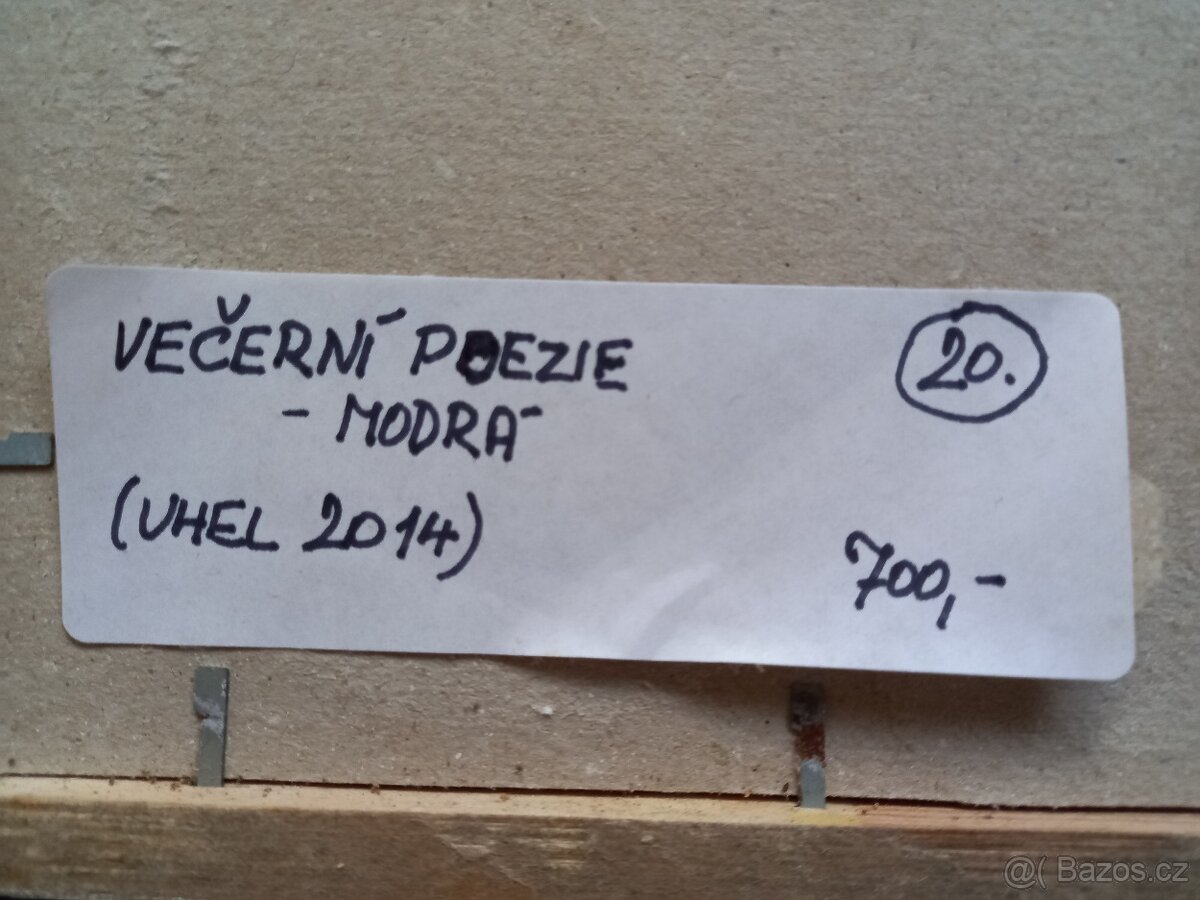 VEČERNÍ POEZIE
20.
- MODRÁ
(UHEL 2014)
700,-
@( Bazos.cz